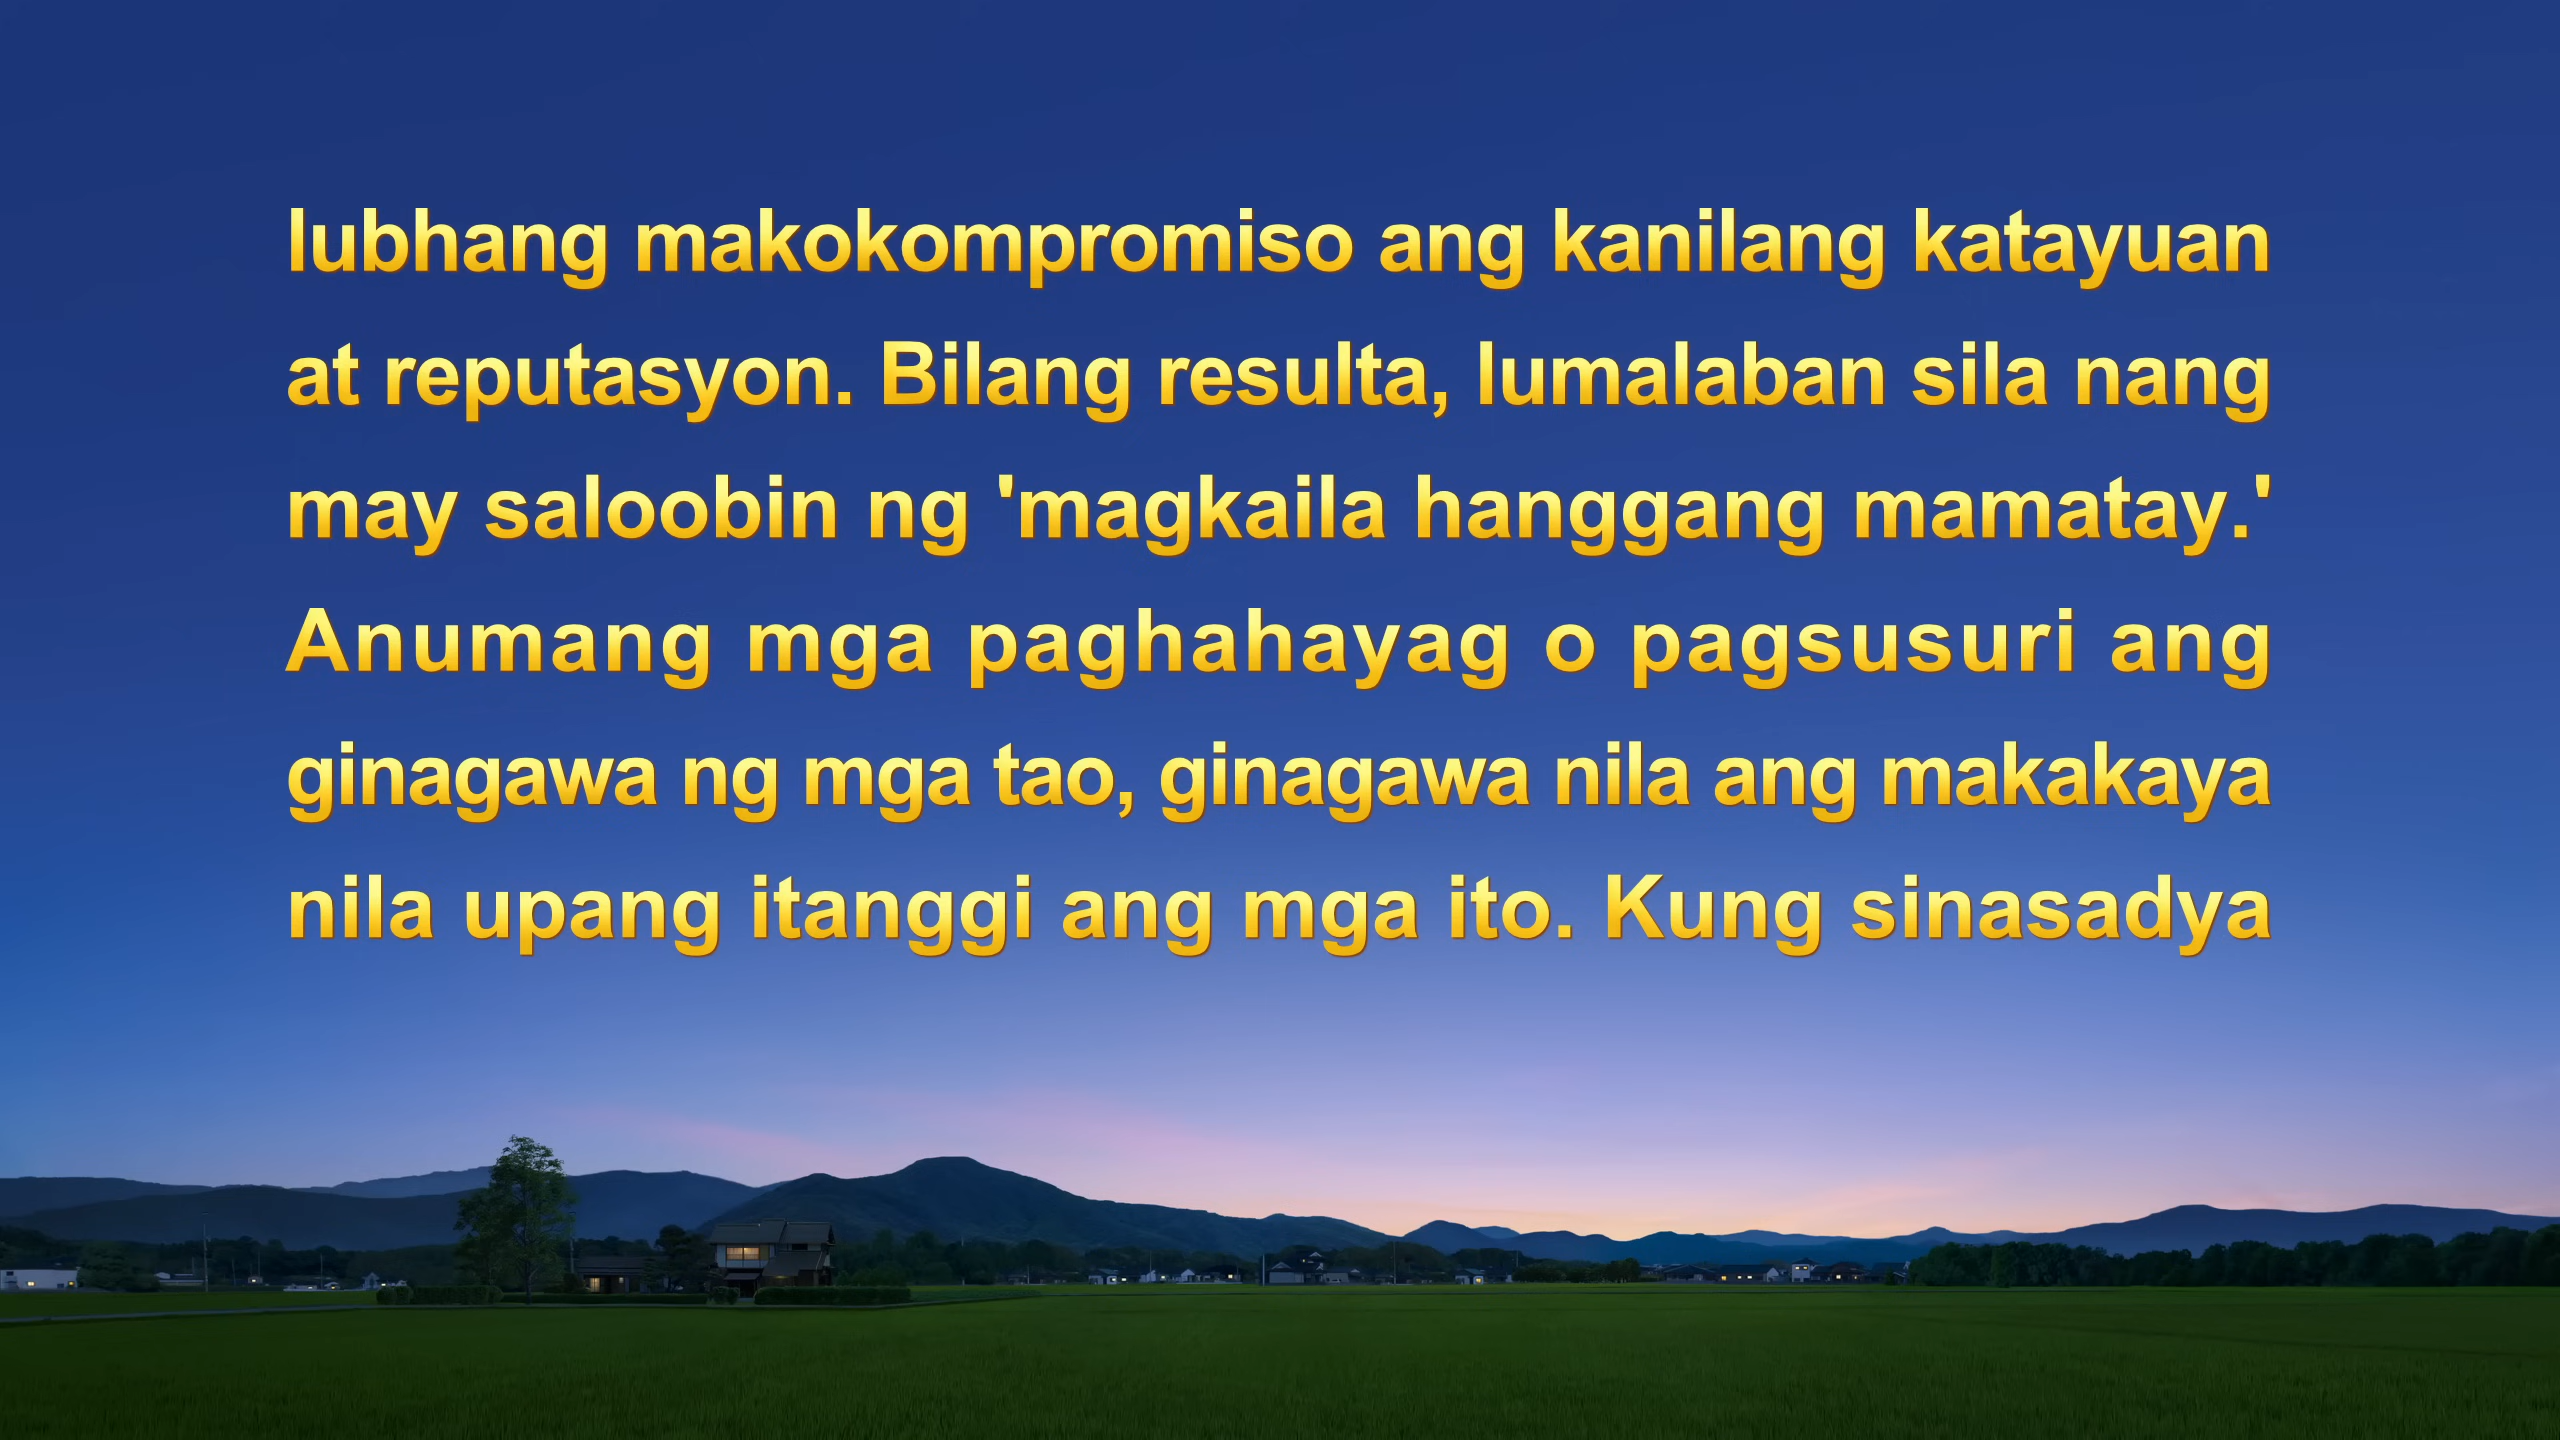 lubhang makokompromiso ang kanilang katayuan
at reputasyon. Bilang resulta, lumalaban sila nang
may saloobin ng 'magkaila hanggang mamatay.'
Anumang mga paghahayag o pagsusuri ang
ginagawa ng mga tao, ginagawa nila ang makakaya
nila upang itanggi ang mga ito. Kung sinasadya